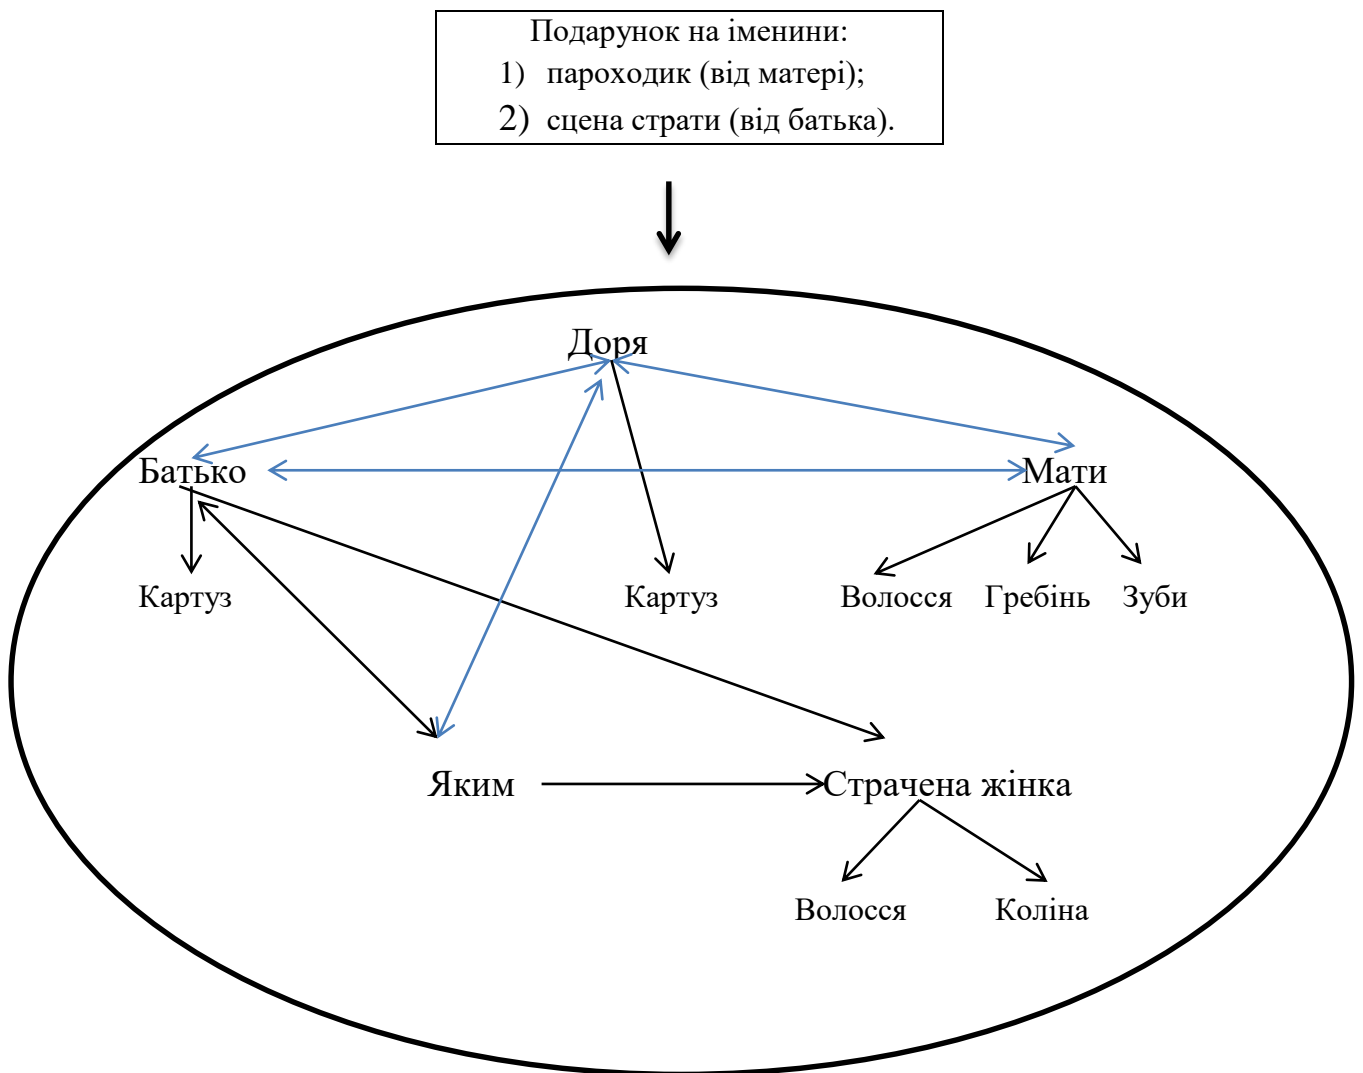 Подарунок на іменини:
1) пароходик (від матері);
2) сцена страти (від батька).
Доря
Батько
Мати
Картуз
Картуз
Волосся
Гребінь
Зуби
Яким
Страчена жінка
Волосся
Коліна